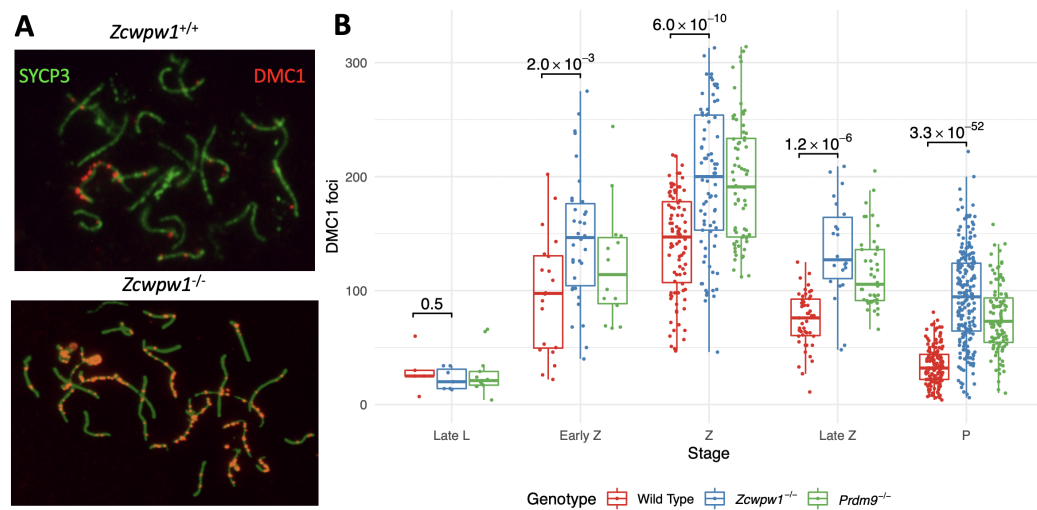 A
Zcwpw1+/+
SYCP3 DMC1
Zcwpw1-/-
B
DMC1 foci
300
200
100
0
0.5
2.0 × 10−3
6.0 × 10−10
1.2 × 10−6
3.3 × 10−52
Late L Early Z Z Late Z P
Stage
Genotype Wild Type Zcwpw1−/− Prdm9−/−